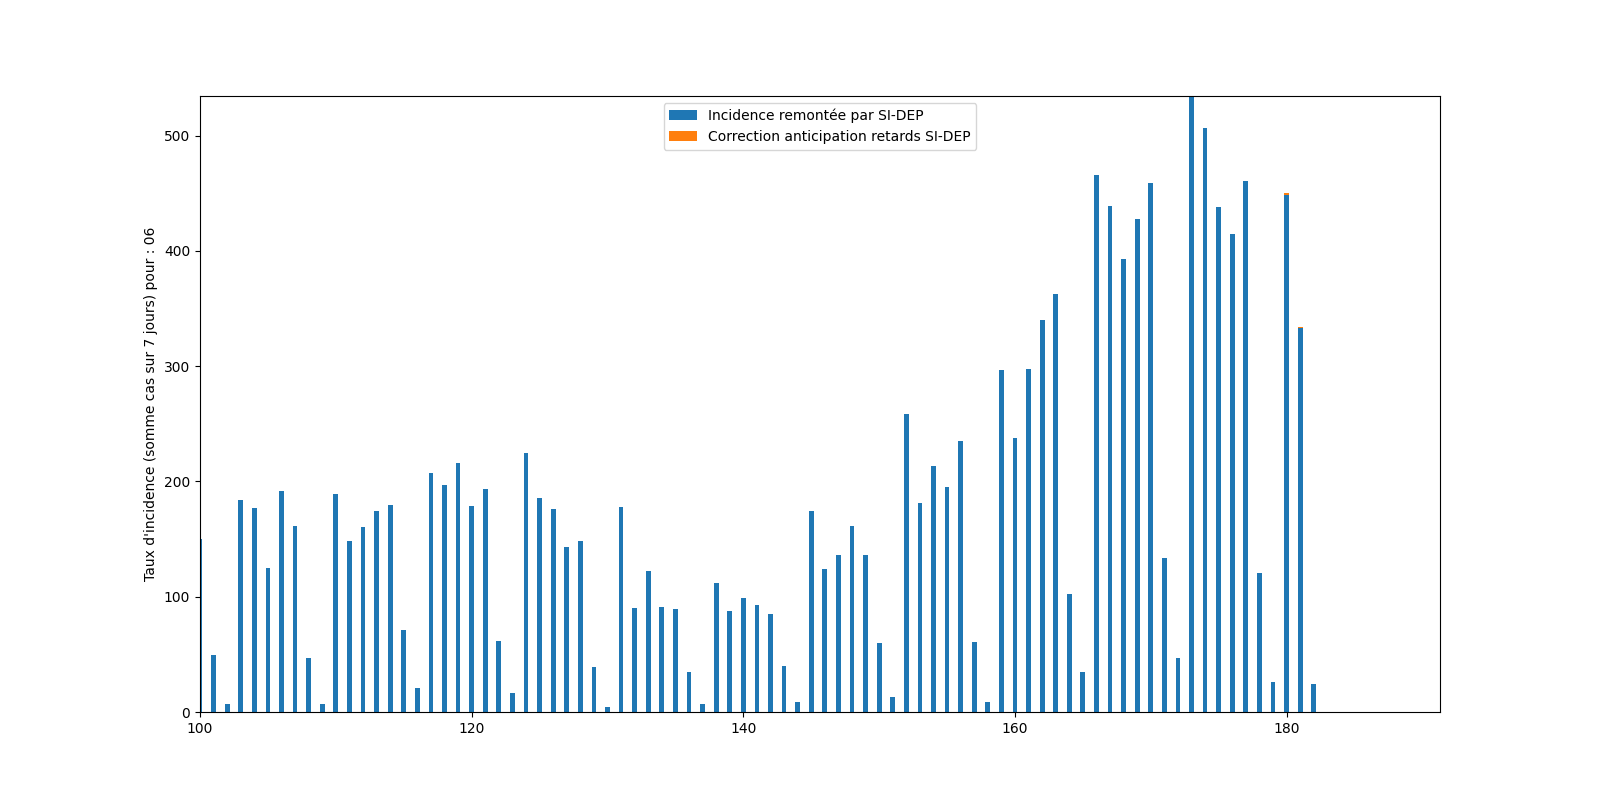 Incidence remontée par SI-DEP
Correction anticipation retards SI-DEP
Taux d'incidence (somme cas sur 7 jours) pour : 06
500
400
300
200
100
0
100 120 140 160 180